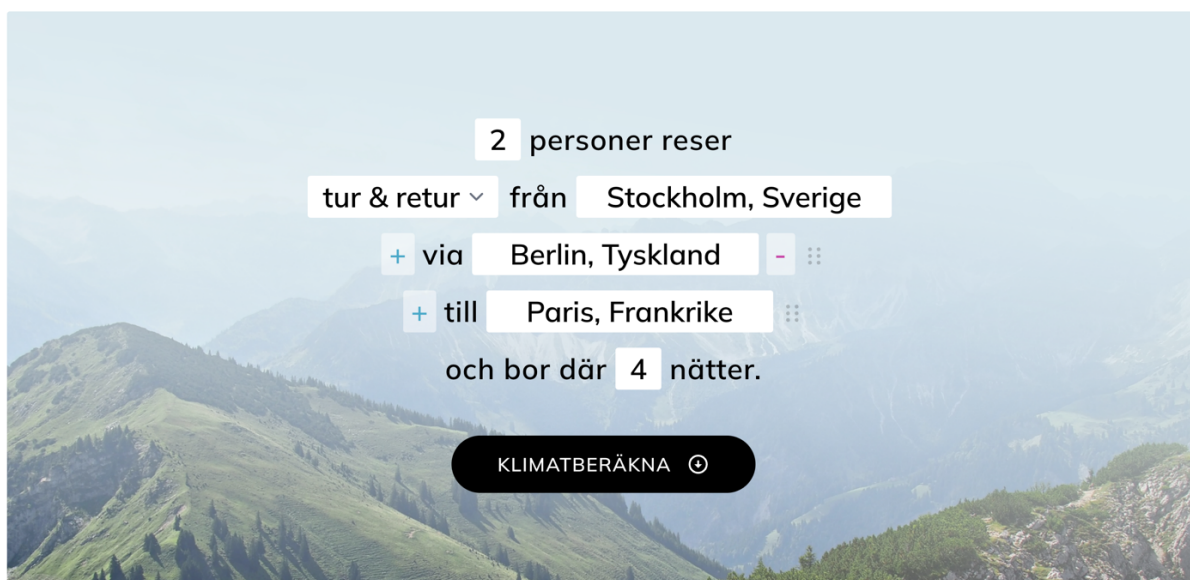 2 personer reser
tur & retur från Stockholm, Sverige
+ via Berlin, Tyskland -
+ till Paris, Frankrike
och bor där 4 nätter.
KLIMATBERÄKNA